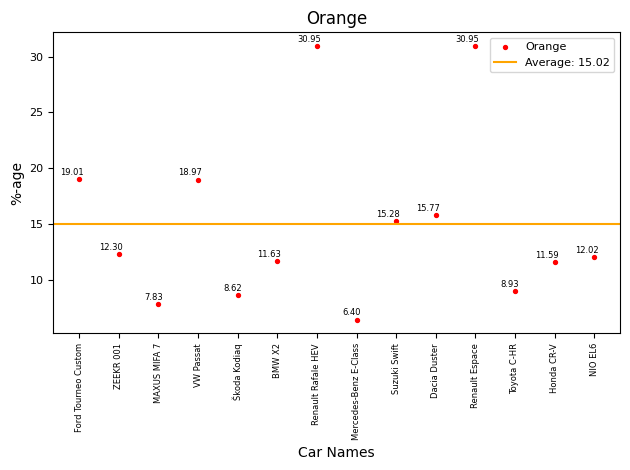 Orange
30.95
30.95
Orange
Average: 15.02
30
25
20
15
10
%-age
19.01
18.97
15.77
15.28
12.30
12.02
11.63
11.59
8.93
8.62
7.83
6.40
Ford Tourneo Custom
ZEEKR 001
MAXUS MIFA 7
VW Passat
Škoda Kodiaq
BMW X2
Renault Rafale HEV
Mercedes-Benz E-Class
Suzuki Swift
Dacia Duster
Renault Espace
Toyota C-HR
Honda CR-V
NIO EL6
Car Names